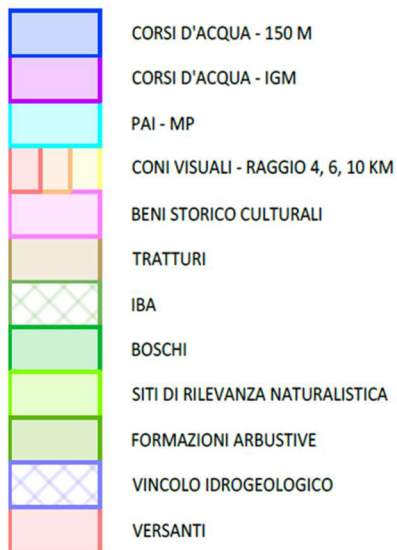 CORSI D'ACQUA - 150 M
CORSI D'ACQUA - IGM
PAI - MP
CONI VISUALI - RAGGIO 4, 6, 10 KM
BENI STORICO CULTURALI
TRATTURI
IBA
BOSCHI
SITI DI RILEVANZA NATURALISTICA
FORMAZIONI ARBUSTIVE
VINCOLO IDROGEOLOGICO
VERSANTI